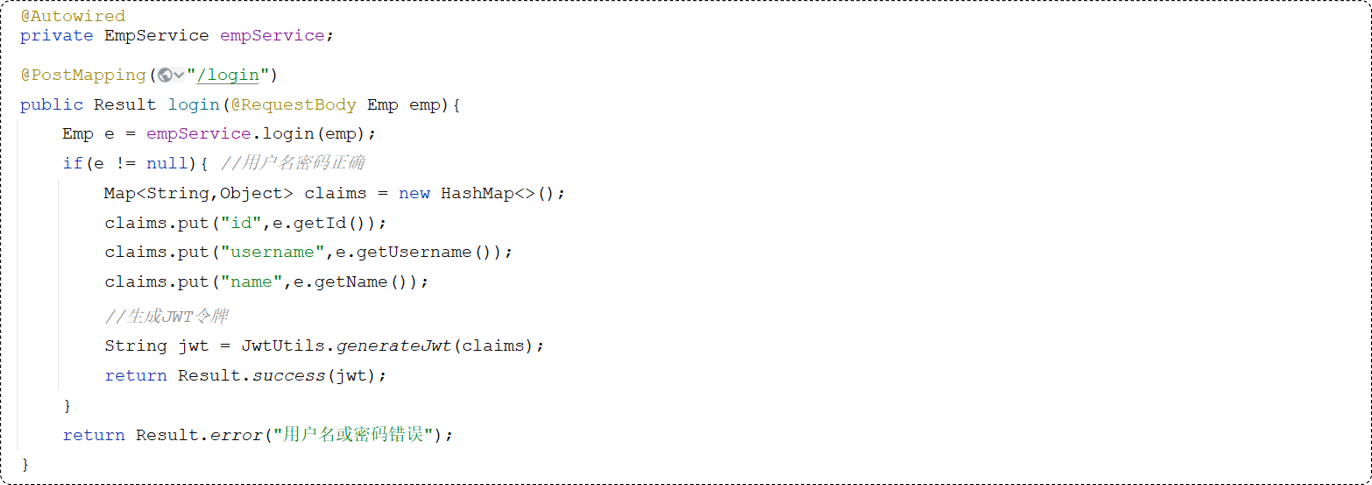 @Autowired
private EmpService empService;
@PostMapping("/login")
public Result login(@RequestBody Emp emp){
Emp e = empService.login(emp);
if(e != null){ //用户名密码正确
Map<String,Object> claims = new HashMap<>();
claims.put("id",e.getId());
claims.put("username",e.getUsername());
claims.put("name",e.getName());
//生成JWT令牌
String jwt = JwtUtils.generateJwt(claims);
return Result.success(jwt);
}
return Result.error("用户名或密码错误");
}